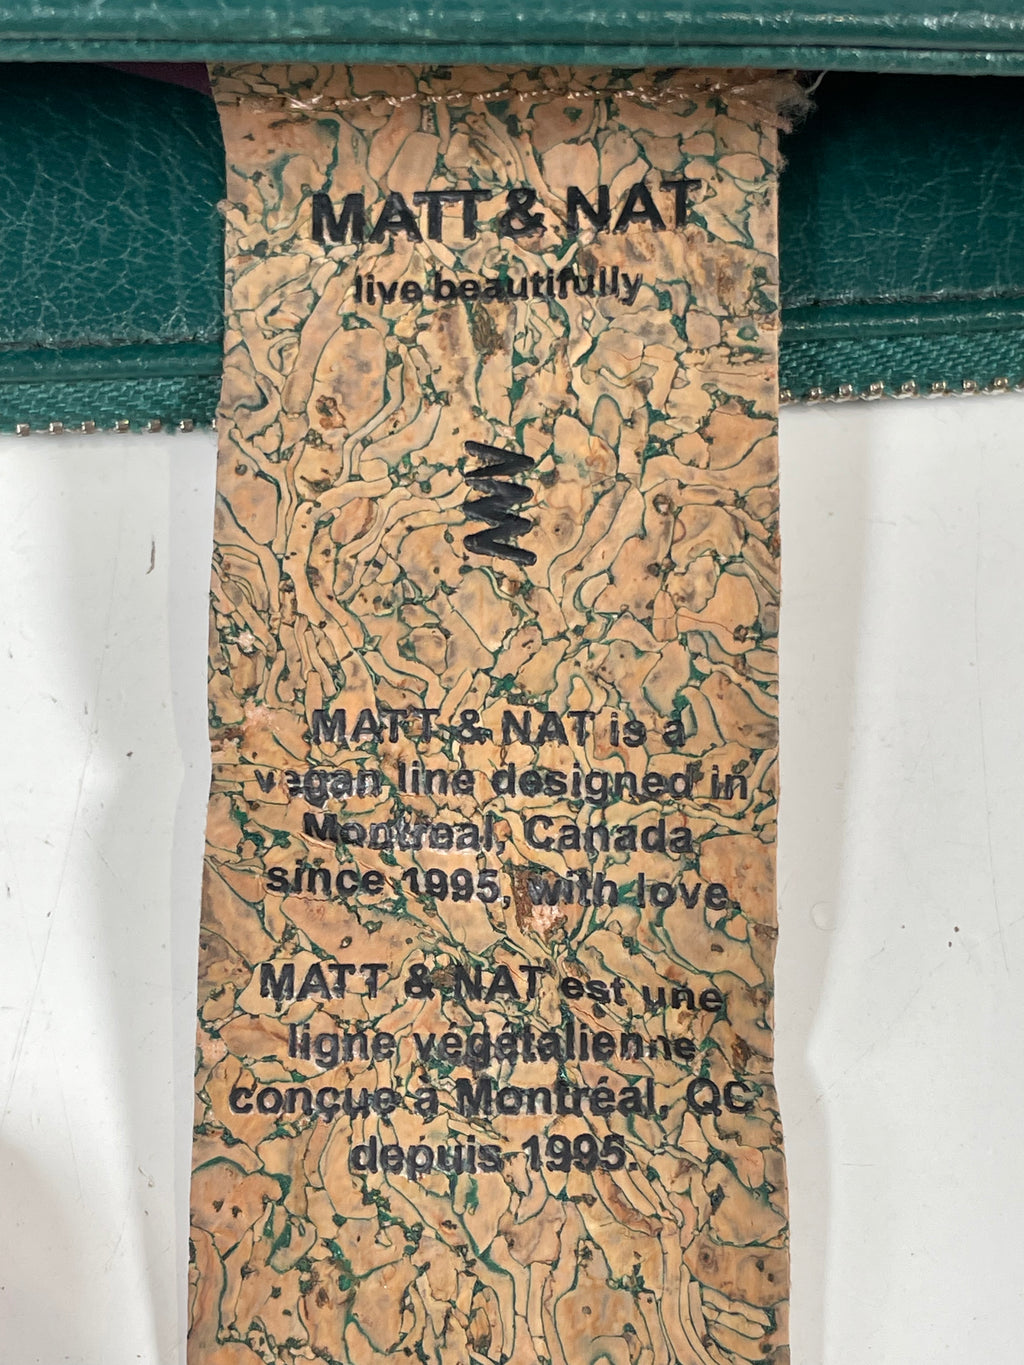 MATT & NAT
live beautifully
MATT & NAT is a
vegan line designed in
Montreal, Canada
since 1995, with love.
MATT & NAT est une
ligne végétalienne
conçue à Montréal, QC
depuis 1995.